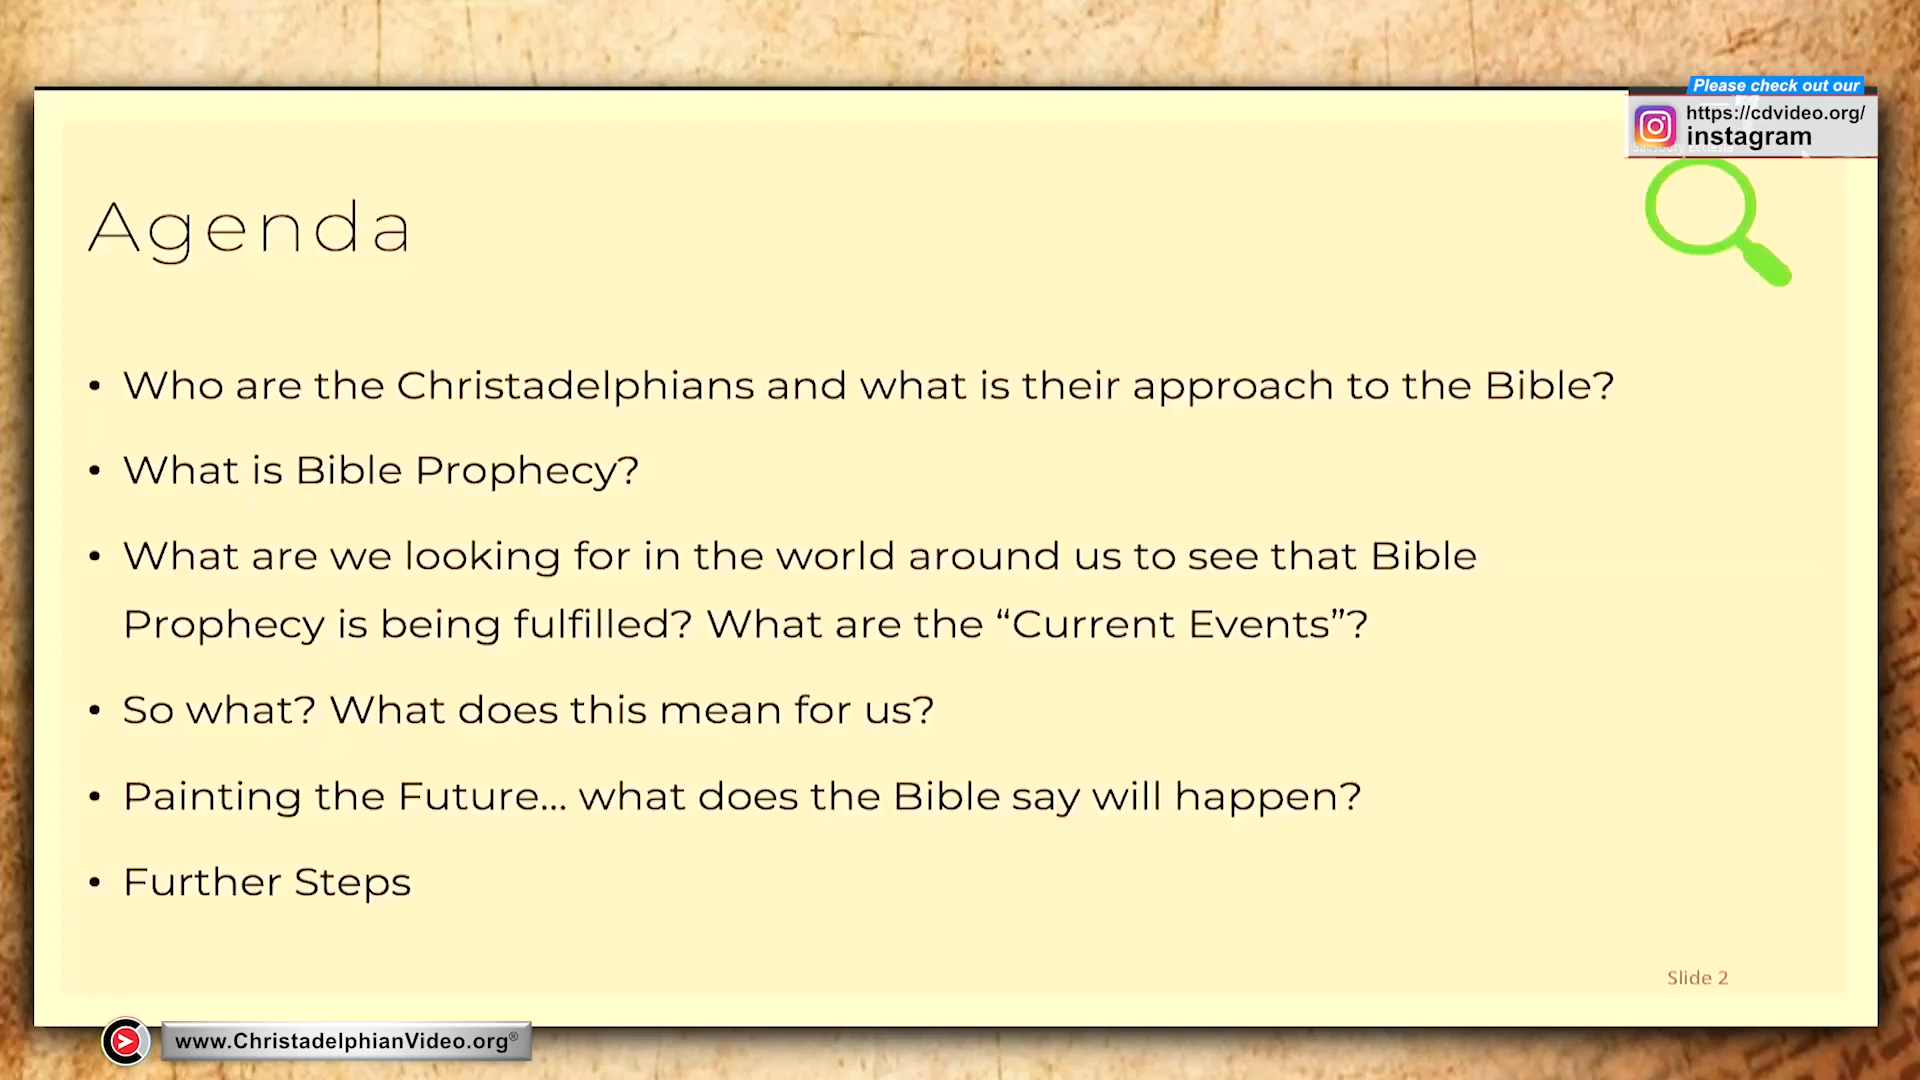 Please check out our
https://cdvideo.org/
instagram
Agenda
• Who are the Christadelphians and what is their approach to the Bible?
• What is Bible Prophecy?
• What are we looking for in the world around us to see that Bible
Prophecy is being fulfilled? What are the “Current Events”?
• So what? What does this mean for us?
• Painting the Future... what does the Bible say will happen?
• Further Steps
Slide 2
www.ChristadelphianVideo.org®